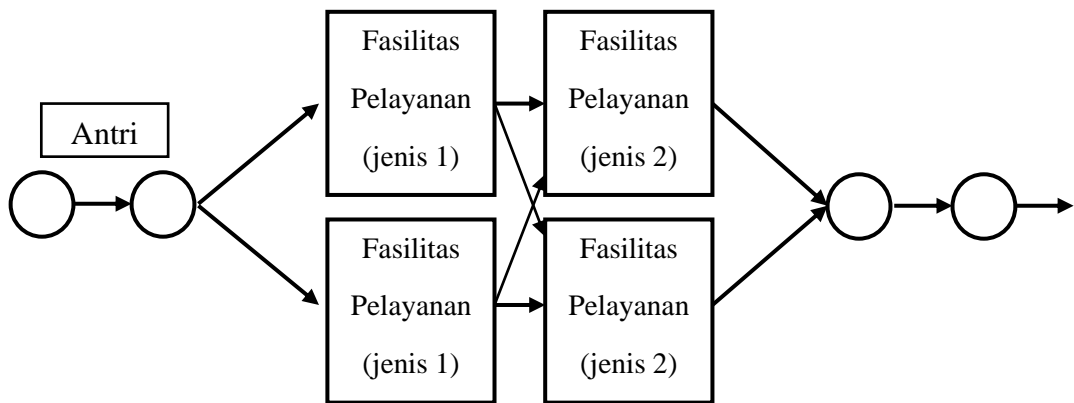 Antri
Fasilitas
Pelayanan
(jenis 1)
Fasilitas
Pelayanan
(jenis 2)
Fasilitas
Pelayanan
(jenis 1)
Fasilitas
Pelayanan
(jenis 2)